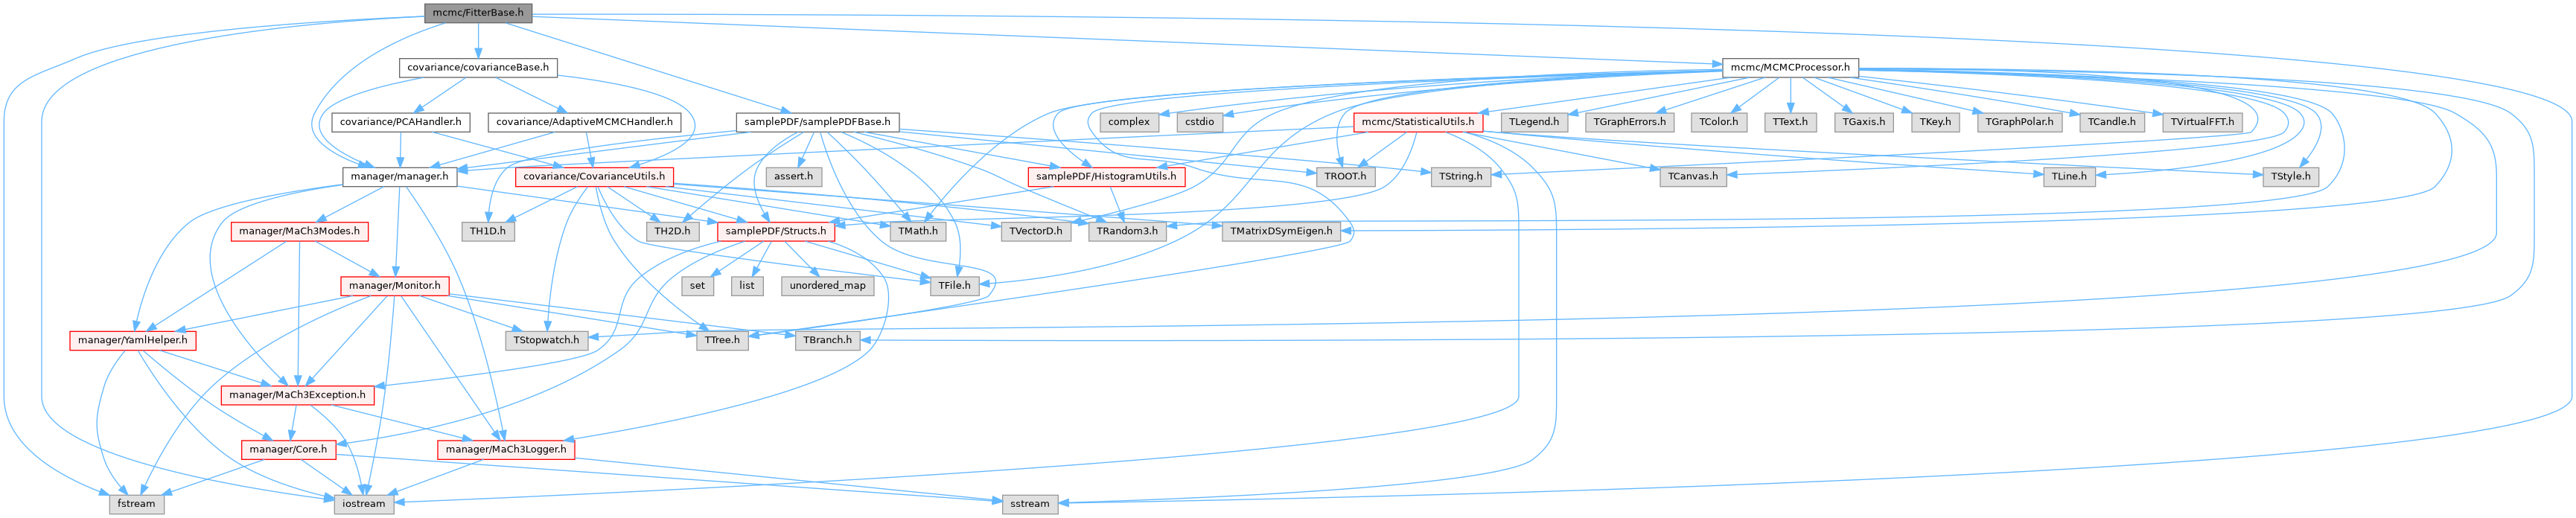 mcmc/FitterBase.h
covariance/covarianceBase.h
mcmc/MCMCProcessor.h
covariance/PCAHandler.h
covariance/AdaptiveMCMCHandler.h
samplePDF/samplePDFBase.h
complex
cstdio
mcmc/StatisticalUtils.h
TLegend.h
TGraphErrors.h
TColor.h
TText.h
TGaxis.h
TKey.h
TGraphPolar.h
TCandle.h
TVirtualFFT.h
manager/manager.h
covariance/CovarianceUtils.h
assert.h
samplePDF/HistogramUtils.h
TROOT.h
TString.h
TCanvas.h
TLine.h
TStyle.h
manager/MaCh3Modes.h
TH1D.h
TH2D.h
samplePDF/Structs.h
TMath.h
TVectorD.h
TRandom3.h
TMatrixDSymEigen.h
manager/Monitor.h
set
list
unordered_map
TFile.h
manager/YamlHelper.h
TStopwatch.h
TTree.h
TBranch.h
manager/MaCh3Exception.h
manager/Core.h
manager/MaCh3Logger.h
fstream
iostream
sstream